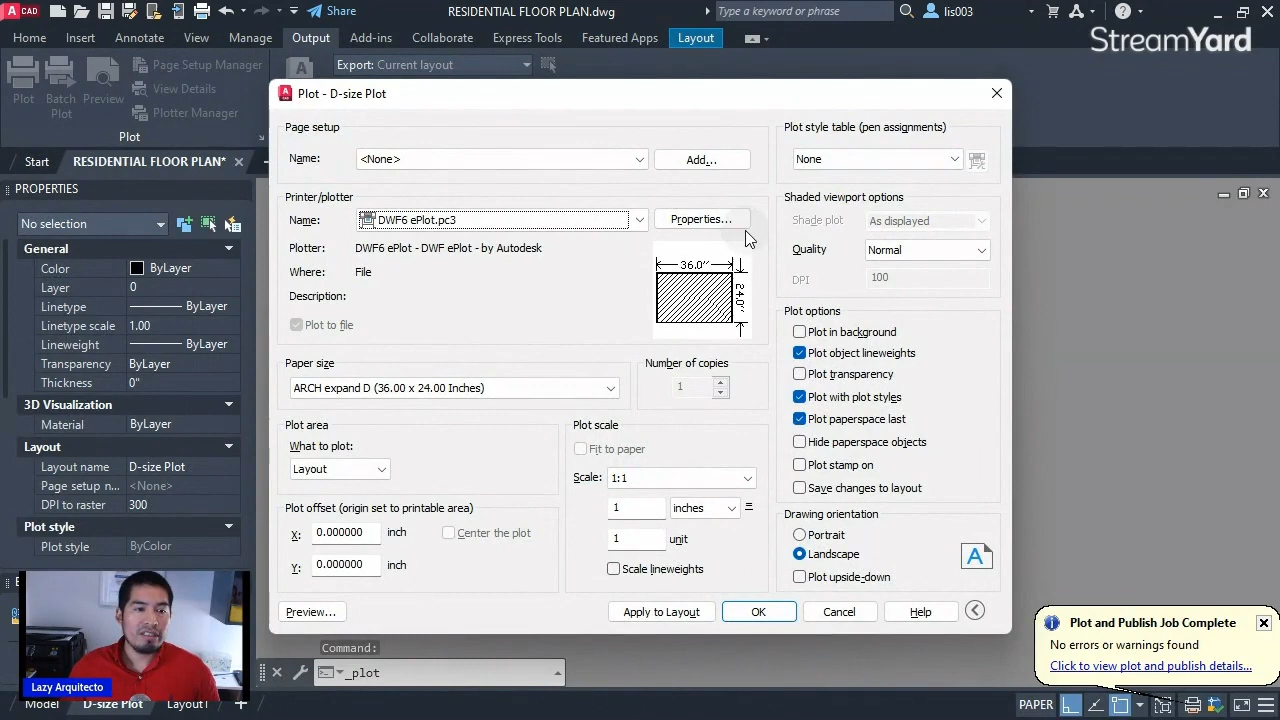 CAD
Share
RESIDENTIAL FLOOR PLAN.dwg
Type a keyword or phrase
lis003
Home
Insert
Annotate
View
Manage
Output
Add-ins
Collaborate
Express Tools
Featured Apps
Layout
StreamYard
Plot
Batch
Plot
Preview
Page Setup Manager
View Details
Plotter Manager
Export: Current layout
Plot
Start
RESIDENTIAL FLOOR PLAN*
PROPERTIES
No selection
General
Color ByLayer
Layer 0
Linetype ByLayer
Linetype scale 1.00
Lineweight ByLayer
Transparency ByLayer
Thickness 0"
3D Visualization
Material ByLayer
Layout
Layout name D-size Plot
Page setup n... <None>
DPI to raster 300
Plot style
Plot style ByColor
Plot - D-size Plot
Page setup
Name: <None> Add...
Printer/plotter
Name: DWF6 ePlot.pc3 Properties...
Plotter: DWF6 ePlot - DWF ePlot - by Autodesk
Where: File
Description:
Plot to file
36.0''
24.0''
Paper size
ARCH expand D (36.00 x 24.00 Inches)
Number of copies
1
Plot area
What to plot:
Layout
Plot offset (origin set to printable area)
X: 0.000000 inch Center the plot
Y: 0.000000 inch
Plot scale
Fit to paper
Scale: 1:1
1 inches =
1 unit
Scale lineweights
Plot style table (pen assignments)
None
Shaded viewport options
Shade plot As displayed
Quality Normal
DPI 100
Plot options
Plot in background
Plot object lineweights
Plot transparency
Plot with plot styles
Plot paperspace last
Hide paperspace objects
Plot stamp on
Save changes to layout
Drawing orientation
Portrait
Landscape
Plot upside-down
A
Preview... Apply to Layout OK Cancel Help
Command:
_plot
Lazy Arquitecto
Plot and Publish Job Complete
No errors or warnings found
Click to view plot and publish details...
Model D-size Plot Layout1 +
PAPER